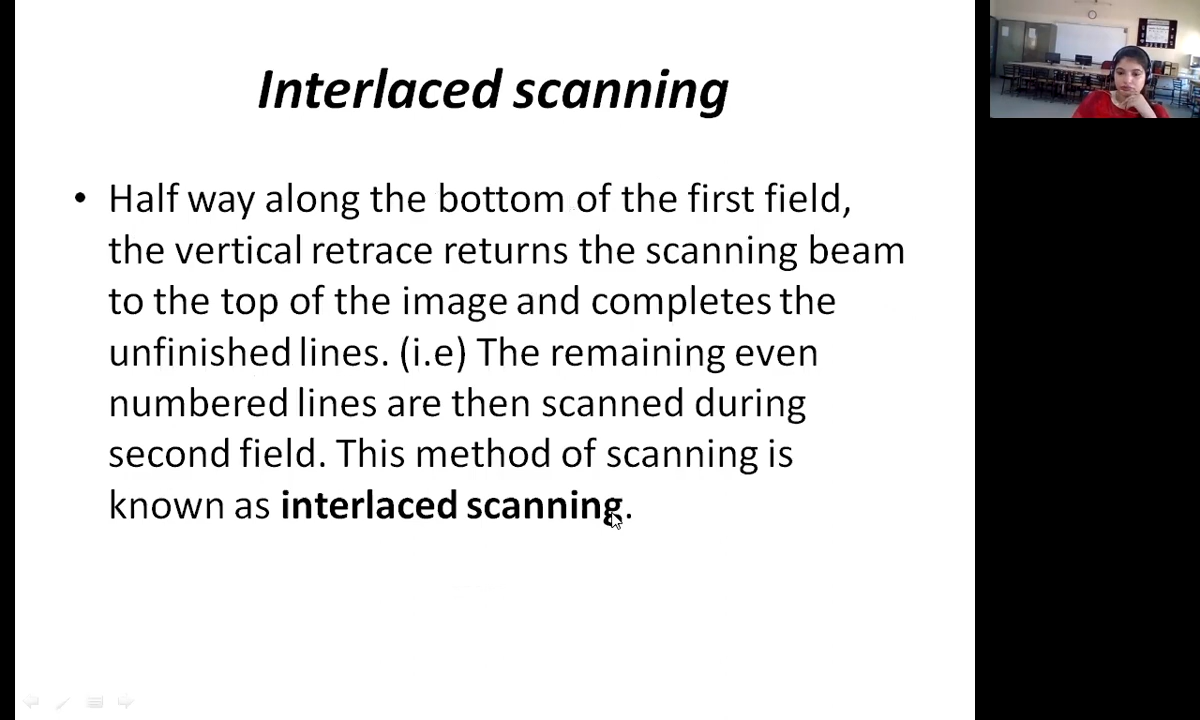 Interlaced scanning
• Half way along the bottom of the first field,
the vertical retrace returns the scanning beam
to the top of the image and completes the
unfinished lines. (i.e) The remaining even
numbered lines are then scanned during
second field. This method of scanning is
known as interlaced scanning.